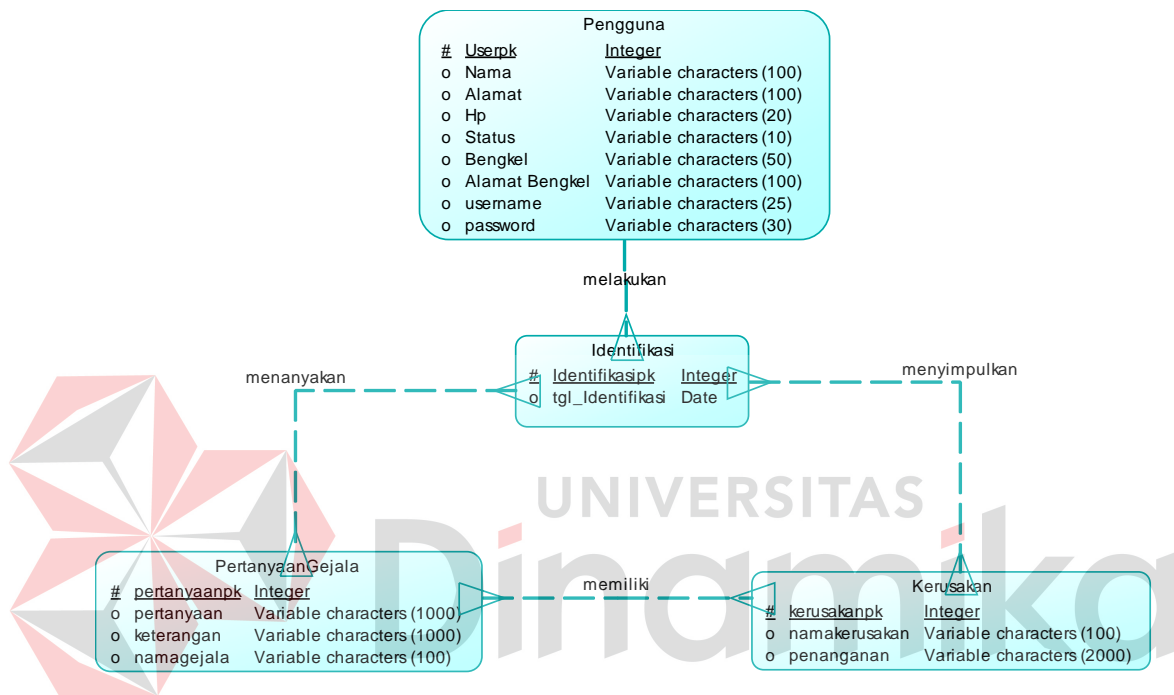 Pengguna
# Userpk Integer
o Nama Variable characters (100)
o Alamat Variable characters (100)
o Hp Variable characters (20)
o Status Variable characters (10)
o Bengkel Variable characters (50)
o Alamat Bengkel Variable characters (100)
o username Variable characters (25)
o password Variable characters (30)
melakukan
Identifikasi
# Identifikasipk Integer
o tgl_Identifikasi Date
menanyakan
menyimpulkan
UNIVERSITAS
Dinamika
PertanyaanGejala
# pertanyaanpk Integer
o pertanyaan Variable characters (1000)
o keterangan Variable characters (1000)
o namagejala Variable characters (100)
memiliki
Kerusakan
# kerusakanpk Integer
o namakerusakan Variable characters (100)
o penanganan Variable characters (2000)